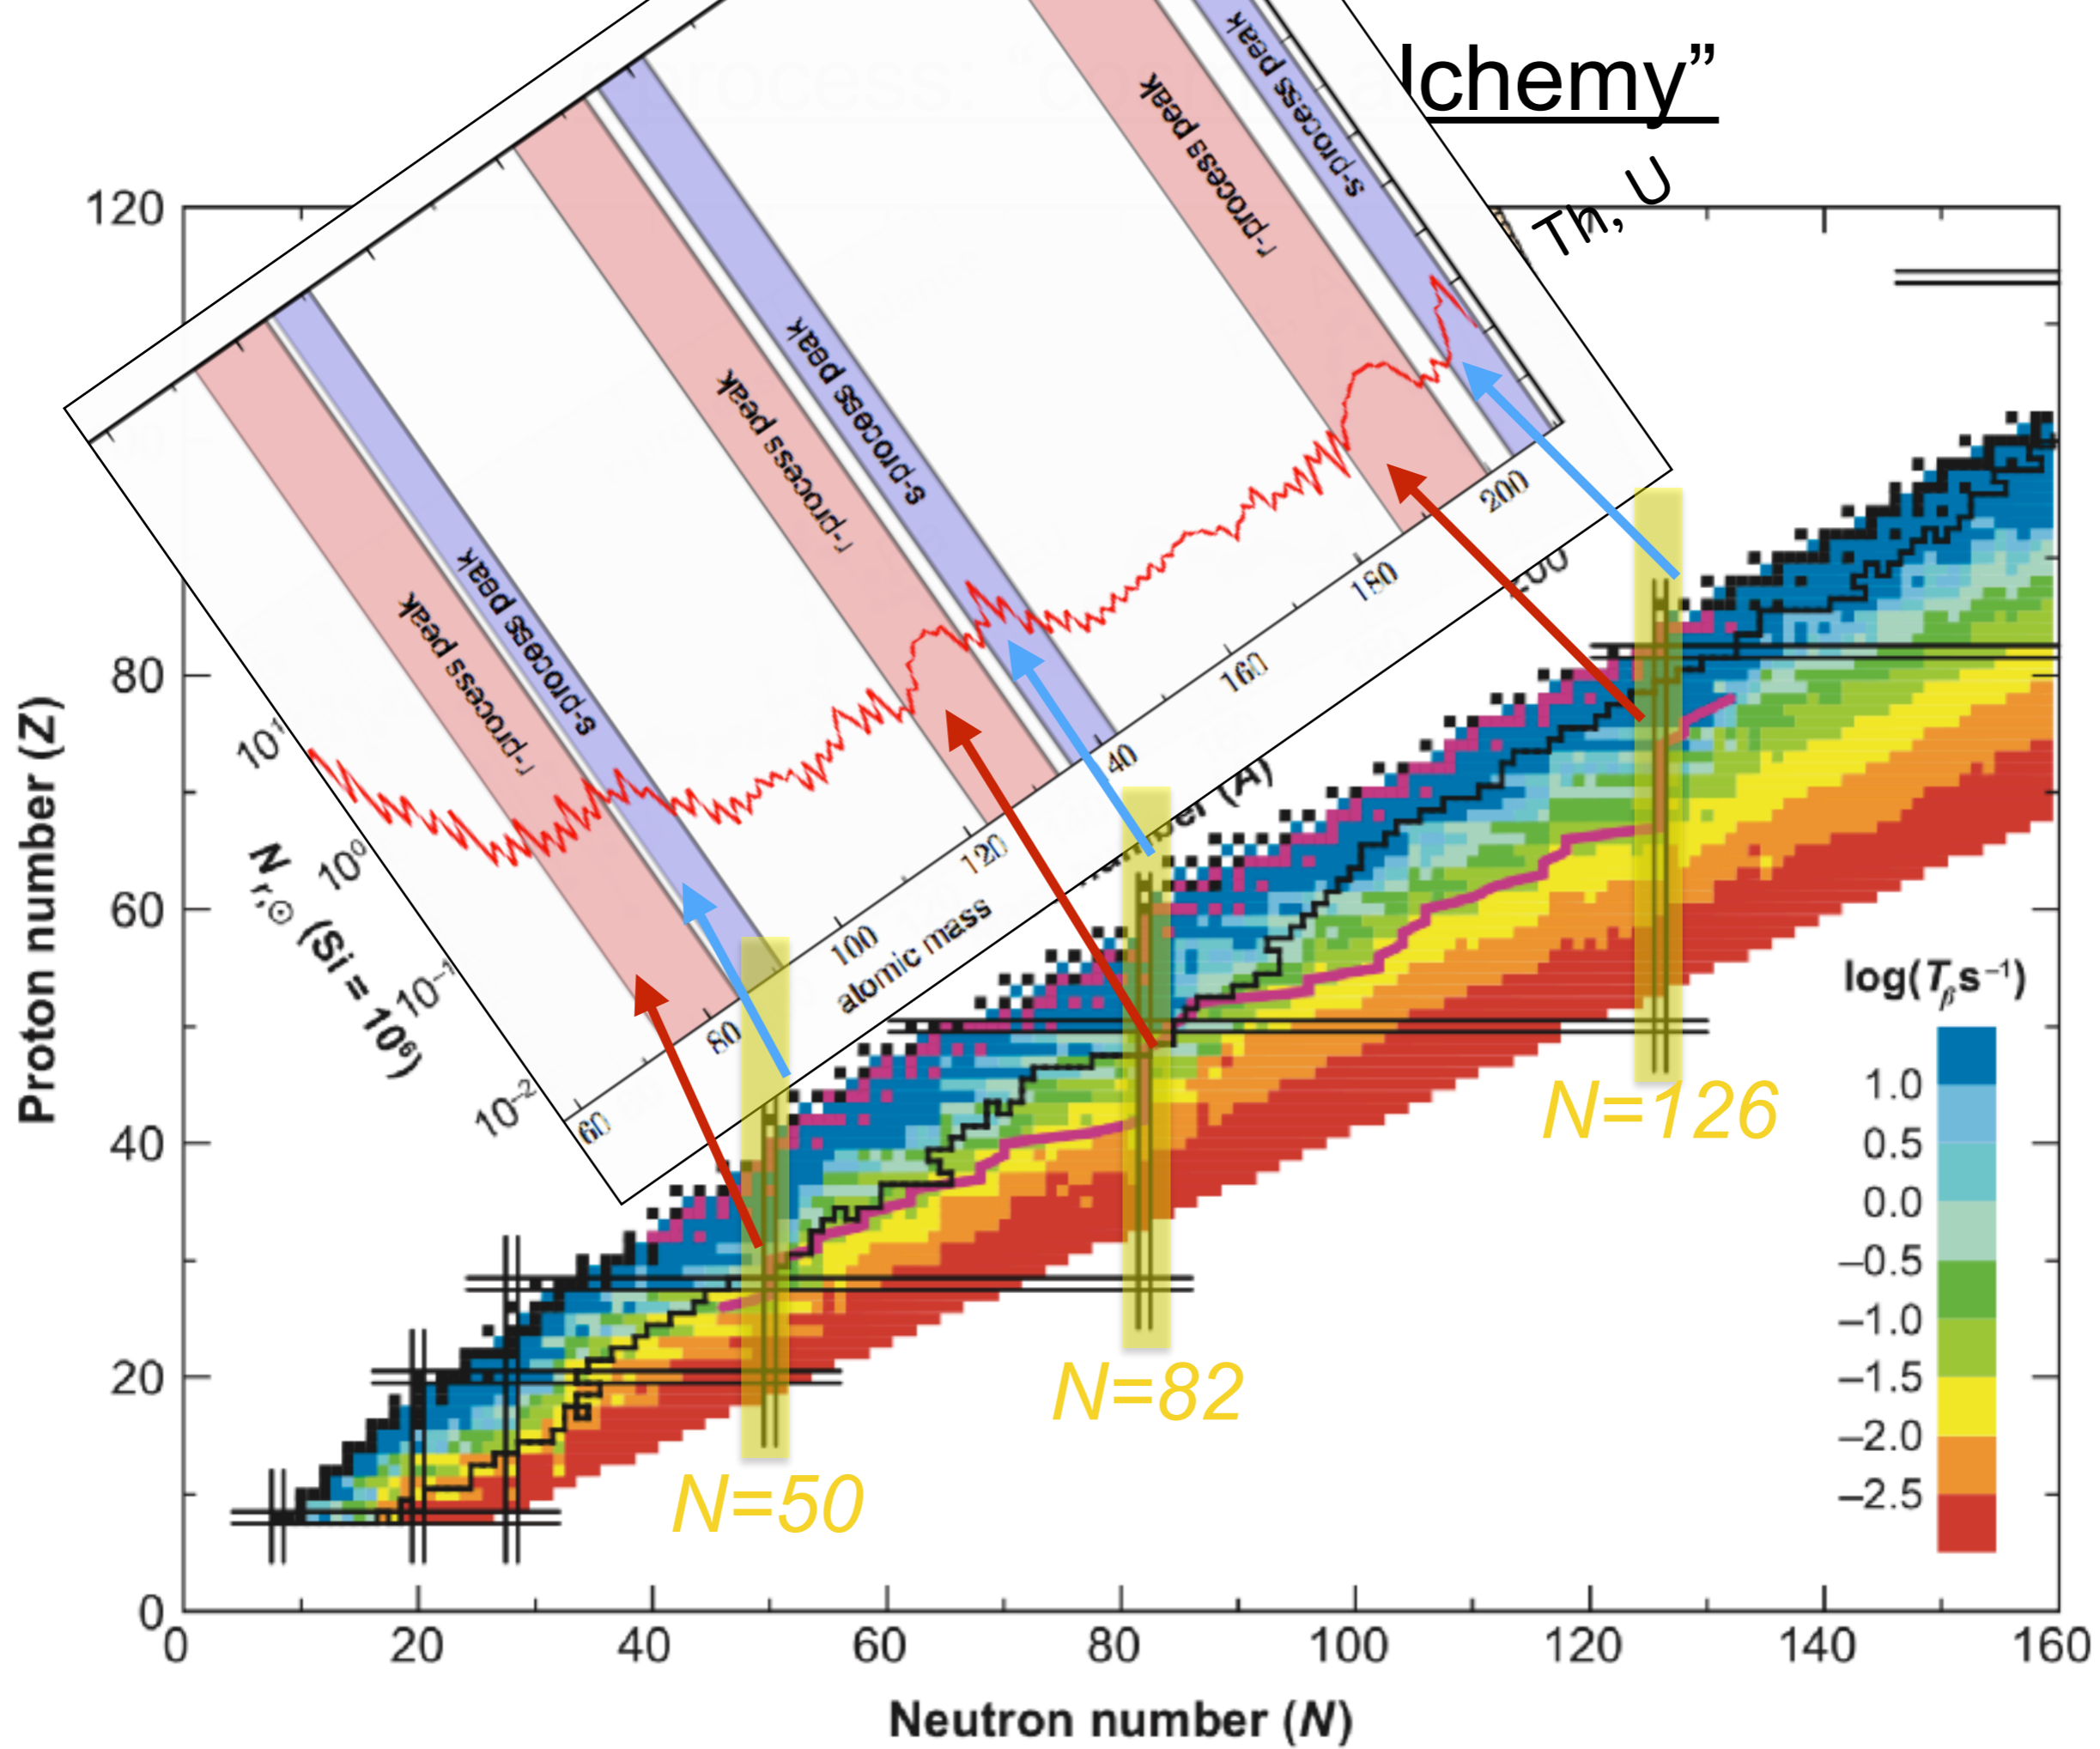 lchemy”
Th, U
s-process peak
r-process peak
s-process peak
r-process peak
s-process peak
r-process peak
120
80
60
40
20
0
Proton number (Z)
10¹
10⁰
10⁻¹
10⁻²
N r,⊙ (Si = 10⁶)
60
80
100
120
40
160
180
200
atomic mass
(A)
200
N=50
N=82
N=126
log(Tβ s⁻¹)
1.0
0.5
0.0
–0.5
–1.0
–1.5
–2.0
–2.5
0 20 40 60 80 100 120 140 160
Neutron number (N)